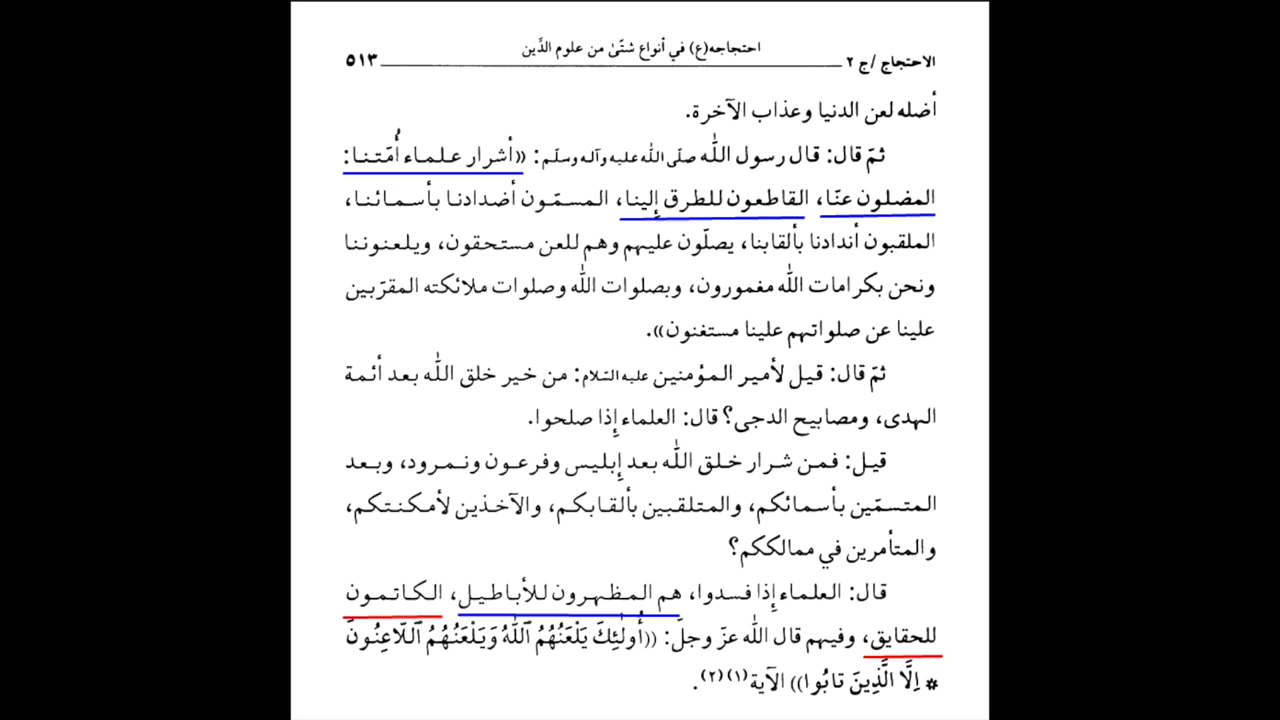 احتجاجه(ع) في أنواع شتّىٰ من علوم الدِّين
الاحتجاج /ج ٢ ٥١٣
أضله لعن الدنيا وعذاب الآخرة.
ثمّ قال: قال رسول اللّٰه صلّى اللّٰه عليه وآله وسلّم: «أشرار علماء أُمّتنا:
المضلون عنّا، القاطعون للطرق إلينا، المسمّون أضدادنا بأسمائنا،
الملقبون أندادنا بألقابنا، يصلّون عليهم وهم للعن مستحقون، ويلعنوننا
ونحن بكرامات اللّٰه مغمورون، وبصلوات اللّٰه وصلوات ملائكته المقرّبين
علينا عن صلواتهم علينا مستغنون».
ثمّ قال: قيل لأمير المؤمنين عليه السّلام: من خير خلق اللّٰه بعد أئمة
الهدى، ومصابيح الدجى؟ قال: العلماء إذا صلحوا.
قيل: فمن شرار خلق اللّٰه بعد إبليس وفرعون ونمرود، وبعد
المتسمّين بأسمائكم، والمتلقبين بألقابكم، والآخذين لأمكنتكم،
والمتأمرين في ممالككم؟
قال: العلماء إذا فسدوا، هم المظهرون للأباطيل، الكاتمون
للحقايق، وفيهم قال اللّٰه عزّ وجلّ: ((أُولٰئِكَ يَلْعَنُهُمُ ٱللّٰهُ وَيَلْعَنُهُمُ ٱللّاعِنُونَ
* اِلَّا الَّذِينَ تابُوا)) الآية(١)(٢).